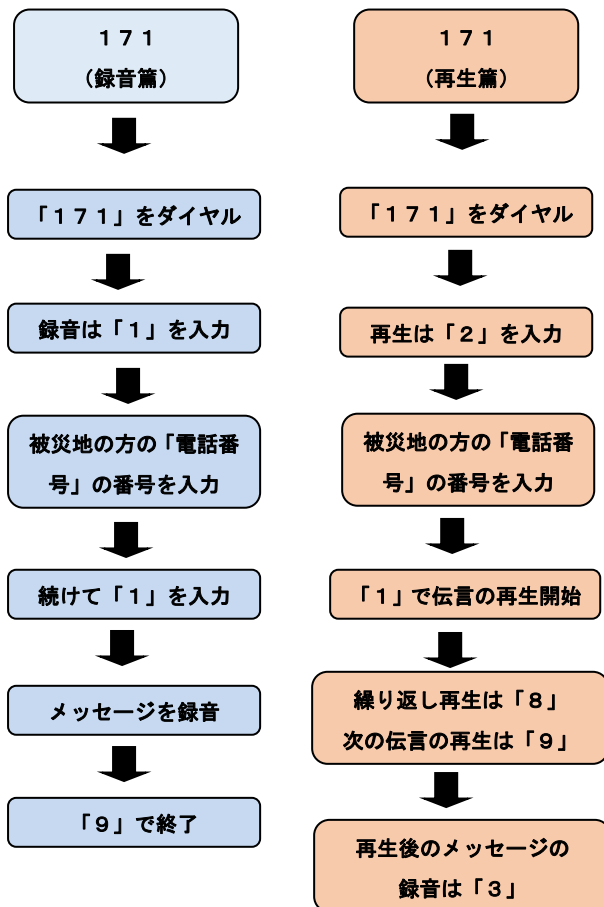 １７１
（録音篇）
「１７１」をダイヤル
録音は「１」を入力
被災地の方の「電話番
号」の番号を入力
続けて「１」を入力
メッセージを録音
「９」で終了
１７１
（再生篇）
「１７１」をダイヤル
再生は「２」を入力
被災地の方の「電話番
号」の番号を入力
「１」で伝言の再生開始
繰り返し再生は「８」
次の伝言の再生は「９」
再生後のメッセージの
録音は「３」